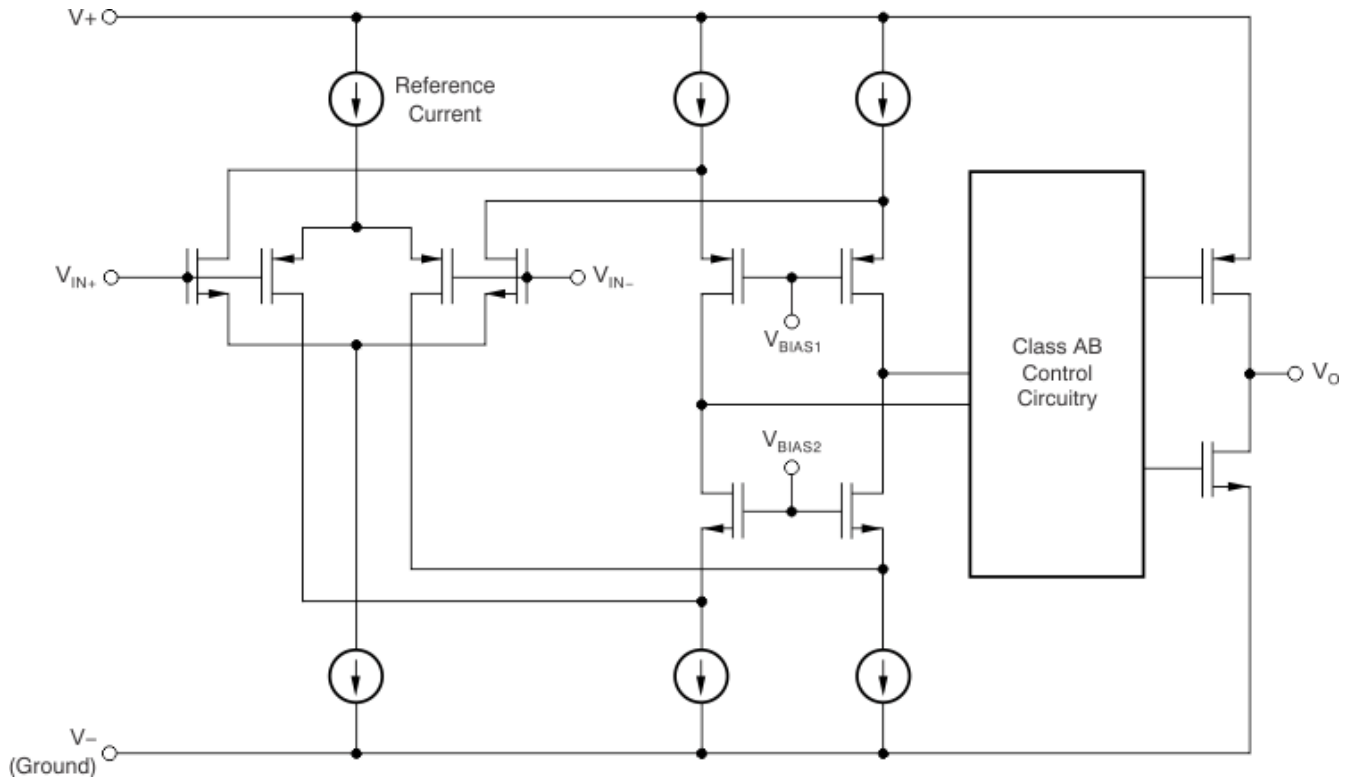 V+
Reference
Current
VIN+
VIN−
VBIAS1
Class AB
Control
Circuitry
VO
VBIAS2
V−
(Ground)